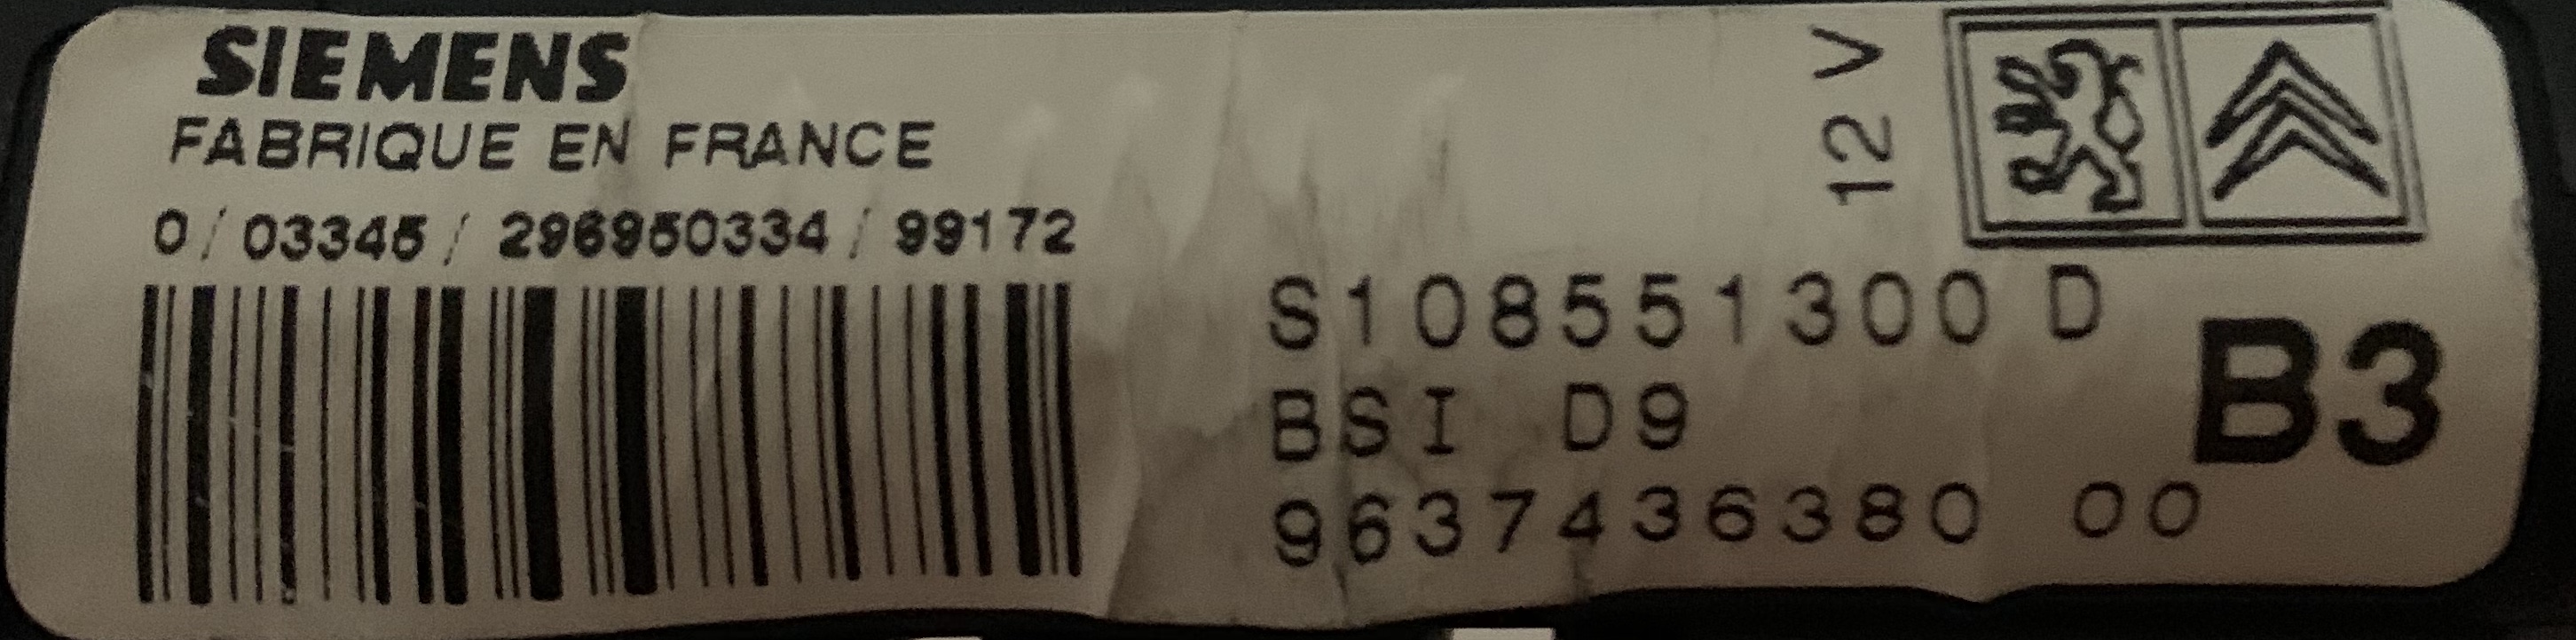 SIEMENS
FABRIQUE EN FRANCE
0 / 03345 / 296950334 / 99172
12 V
S108551300 D
BSI D9
B3
9637436380 00